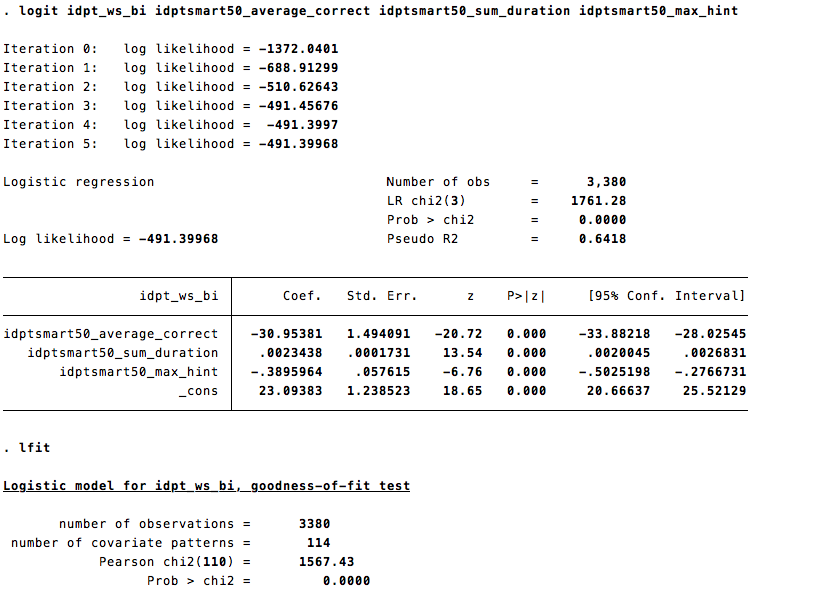 . logit idpt_ws_bi idptsmart50_average_correct idptsmart50_sum_duration idptsmart50_max_hint
Iteration 0:   log likelihood = -1372.0401
Iteration 1:   log likelihood = -688.91299
Iteration 2:   log likelihood = -510.62643
Iteration 3:   log likelihood = -491.45676
Iteration 4:   log likelihood =  -491.3997
Iteration 5:   log likelihood = -491.39968
Logistic regression                             Number of obs     =      3,380
LR chi2(3)        =    1761.28
Prob > chi2       =     0.0000
Log likelihood = -491.39968                     Pseudo R2         =     0.6418
idpt_ws_bi        Coef.   Std. Err.      z    P>|z|     [95% Conf. Interval]
idptsmart50_average_correct    -30.95381   1.494091   -20.72   0.000    -33.88218   -28.02545
idptsmart50_sum_duration     .0023438   .0001731    13.54   0.000     .0020045    .0026831
idptsmart50_max_hint    -.3895964    .057615    -6.76   0.000    -.5025198   -.2766731
_cons     23.09383   1.238523    18.65   0.000     20.66637    25.52129
. lfit
Logistic model for idpt_ws_bi, goodness-of-fit test
number of observations =      3380
number of covariate patterns =       114
Pearson chi2(110) =      1567.43
Prob > chi2 =         0.0000